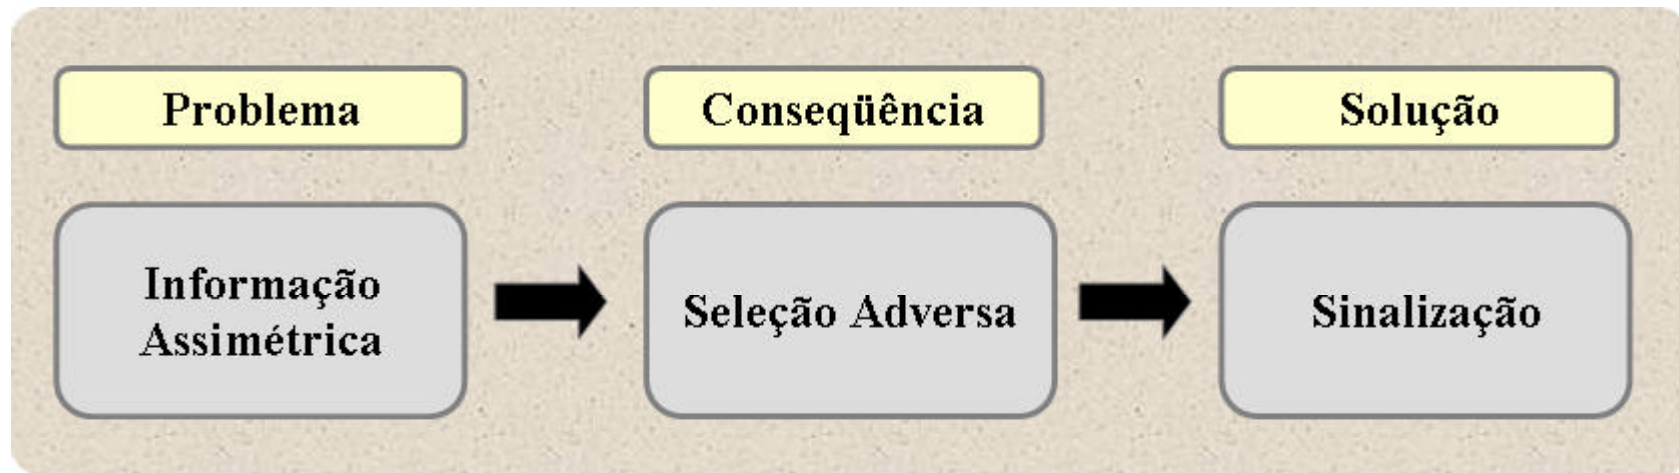 Problema
Conseqüência
Solução
Informação
Assimétrica
Seleção Adversa
Sinalização